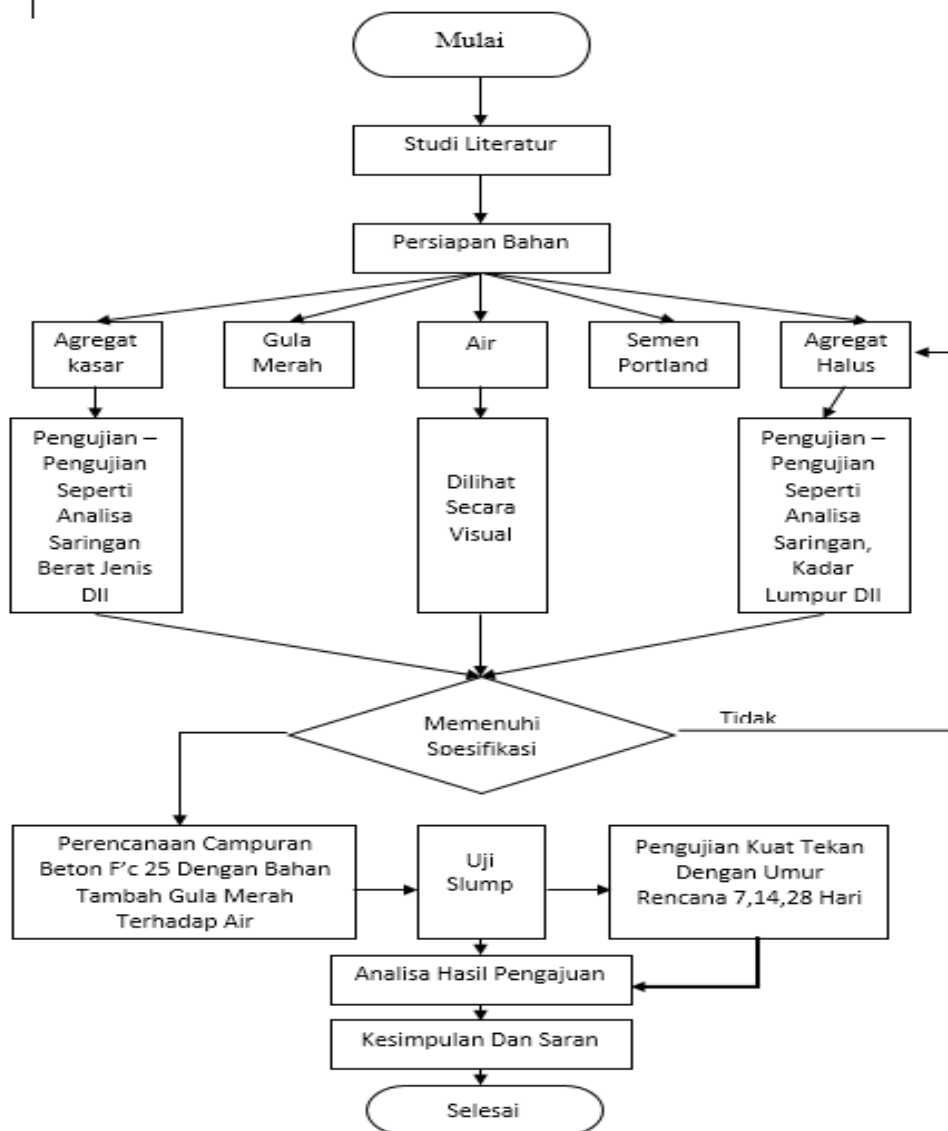 Mulai
Studi Literatur
Persiapan Bahan
Agregat
kasar
Gula
Merah
Air
Semen
Portland
Agregat
Halus
Pengujian –
Pengujian
Seperti
Analisa
Saringan
Berat Jenis
Dll
Dilihat
Secara
Visual
Pengujian –
Pengujian
Seperti
Analisa
Saringan,
Kadar
Lumpur Dll
Memenuhi
Spesifikasi
Tidak
Perencanaan Campuran
Beton F'c 25 Dengan Bahan
Tambah Gula Merah
Terhadap Air
Uji
Slump
Pengujian Kuat Tekan
Dengan Umur
Rencana 7,14,28 Hari
Analisa Hasil Pengajuan
Kesimpulan Dan Saran
Selesai